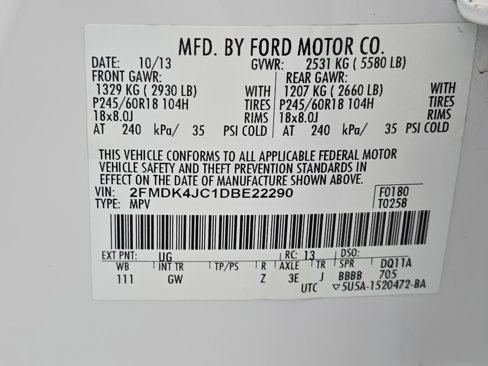 MFD. BY FORD MOTOR CO.
DATE: 10/13 GVWR: 2531 KG ( 5580 LB)
FRONT GAWR: REAR GAWR:
1329 KG ( 2930 LB) WITH 1207 KG ( 2660 LB) WITH
P245/60R18 104H TIRES P245/60R18 104H TIRES
18x8.0J RIMS 18x8.0J RIMS
AT 240 kPa/ 35 PSI COLD AT 240 kPa/ 35 PSI COLD
THIS VEHICLE CONFORMS TO ALL APPLICABLE FEDERAL MOTOR
VEHICLE SAFETY AND THEFT PREVENTION STANDARDS IN
EFFECT ON THE DATE OF MANUFACTURE SHOWN ABOVE.
VIN: 2FMDK4JC1DBE22290 F0180
TYPE: MPV T0258
EXT PNT: UG RC: 13 DSO:
WB INT TR TP/PS R AXLE TR SPR DQ11A
111 GW Z 3E J BBBB 705
UTC ▽5U5A-1520472-BA